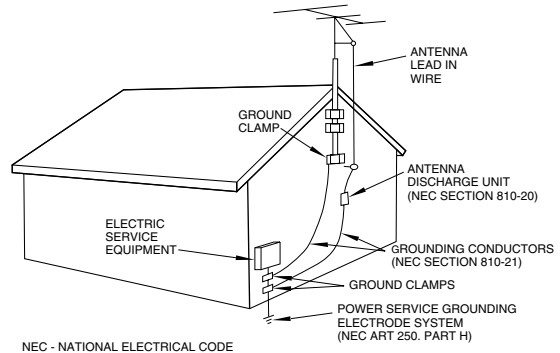 ANTENNA
LEAD IN
WIRE
GROUND
CLAMP
ANTENNA
DISCHARGE UNIT
(NEC SECTION 810-20)
ELECTRIC
SERVICE
EQUIPMENT
GROUNDING CONDUCTORS
(NEC SECTION 810-21)
GROUND CLAMPS
POWER SERVICE GROUNDING
ELECTRODE SYSTEM
(NEC ART 250. PART H)
NEC - NATIONAL ELECTRICAL CODE